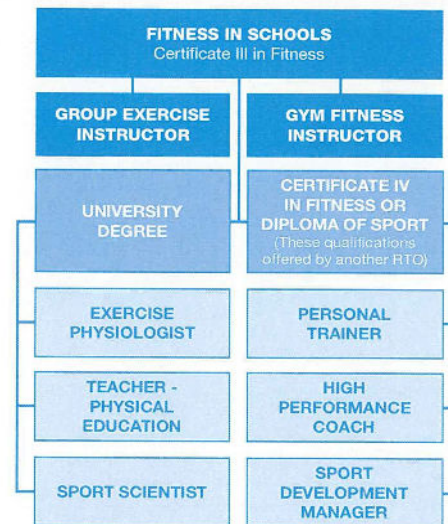 FITNESS IN SCHOOLS
Certificate III in Fitness
GROUP EXERCISE
INSTRUCTOR
GYM FITNESS
INSTRUCTOR
UNIVERSITY
DEGREE
CERTIFICATE IV
IN FITNESS OR
DIPLOMA OF SPORT
(These qualifications
offered by another RTO)
EXERCISE
PHYSIOLOGIST
PERSONAL
TRAINER
TEACHER -
PHYSICAL
EDUCATION
HIGH
PERFORMANCE
COACH
SPORT SCIENTIST
SPORT
DEVELOPMENT
MANAGER